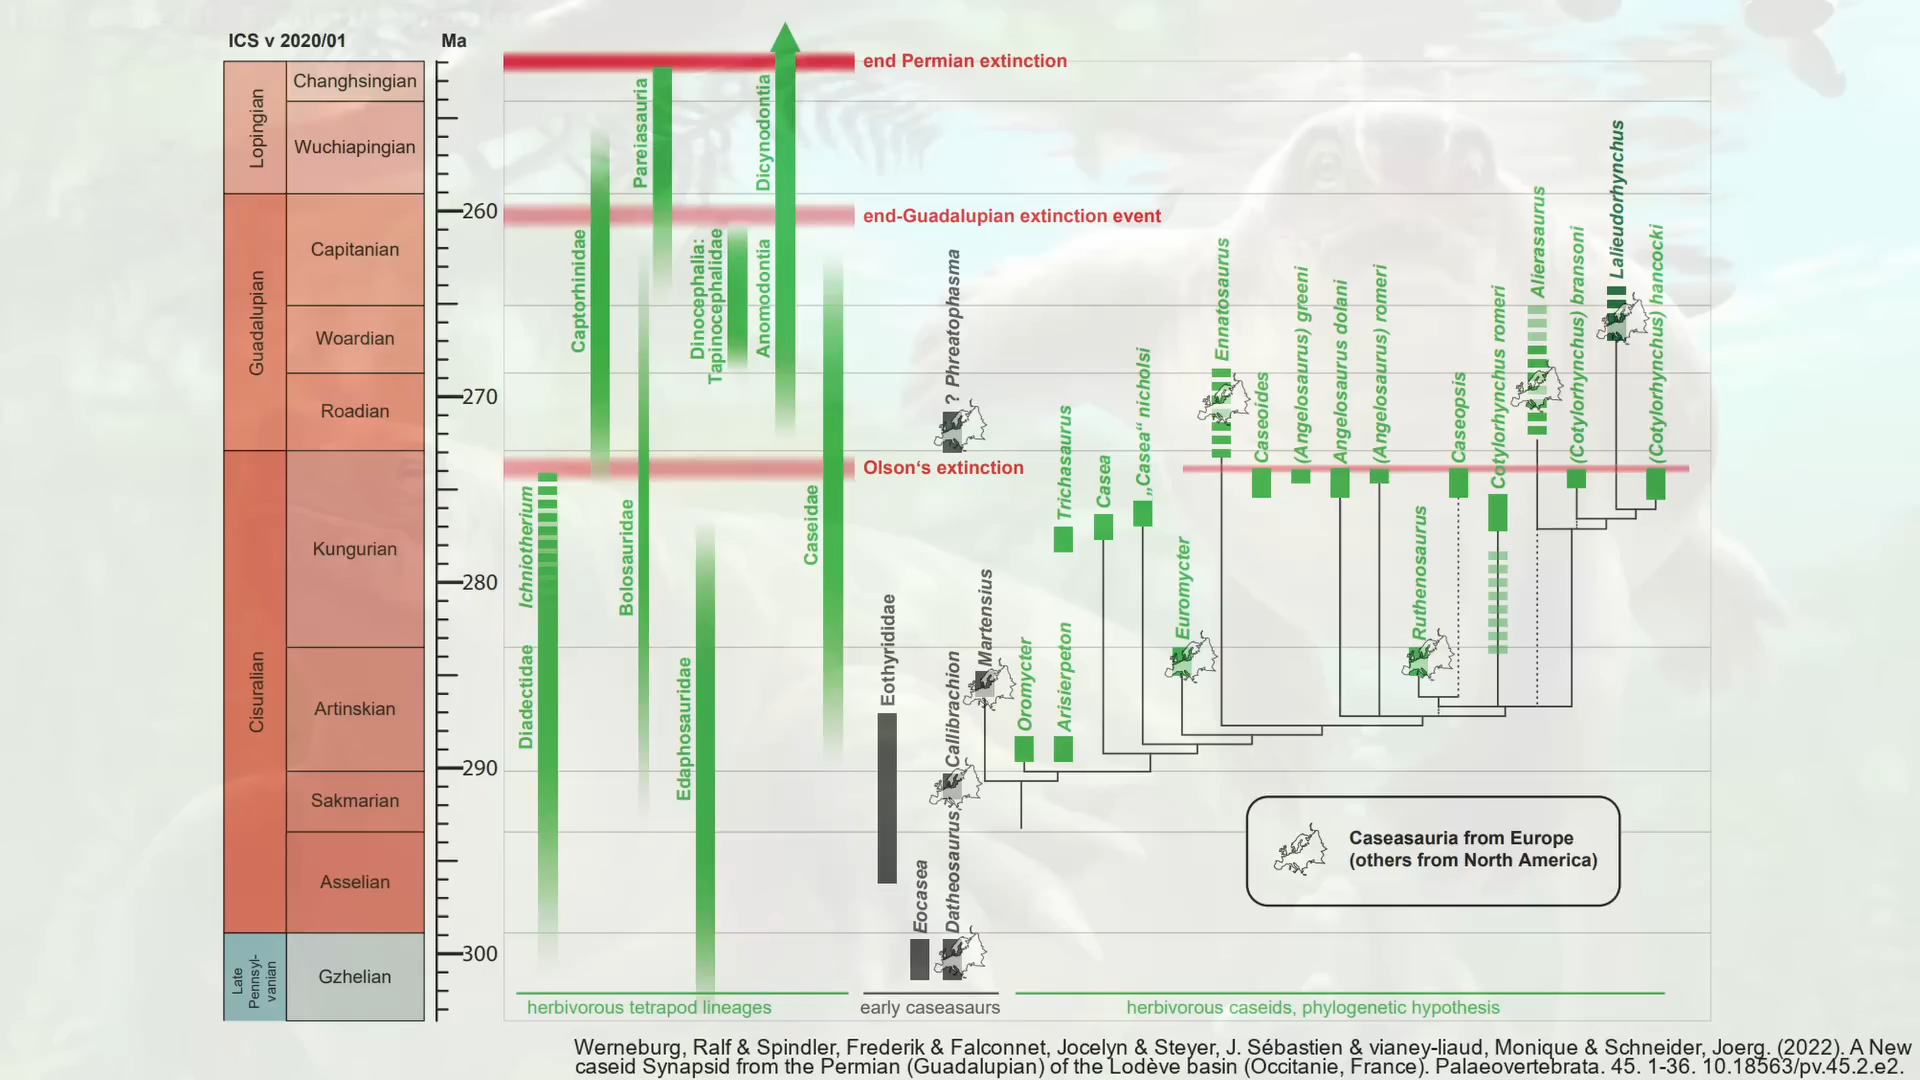 ICS v 2020/01
Ma
Lopingian
Changhsingian
Wuchiapingian
Guadalupian
Capitanian
Woardian
Roadian
Cisuralian
Kungurian
Artinskian
Sakmarian
Asselian
Late
Pennsyl-
vanian
Gzhelian
260
270
280
290
300
end Permian extinction
end-Guadalupian extinction event
Olson‘s extinction
Ichniotherium
Diadectidae
Captorhinidae
Bolosauridae
Pareiasauria
Edaphosauridae
Dinocephalia:
Tapinocephalidae
Dicynodontia
Anomodontia
Caseidae
Eothyrididae
Eocasea
? Phreatophasma
Callibrachion
Datheosaurus
Martensius
Oromycter
Trichasaurus
Arisierpeton
Casea
„Casea“ nicholsi
Euromycter
Ennatosaurus
Caseoides
(Angelosaurus) greeni
Angelosaurus dolani
(Angelosaurus) romeri
Ruthenosaurus
Caseopsis
Cotylorhynchus romeri
Alierasaurus
(Cotylorhynchus) bransoni
Lalieudorhynchus
(Cotylorhynchus) hancocki
Caseasauria from Europe
(others from North America)
herbivorous tetrapod lineages
early caseasaurs
herbivorous caseids, phylogenetic hypothesis
Werneburg, Ralf & Spindler, Frederik & Falconnet, Jocelyn & Steyer, J. Sébastien & vianey-liaud, Monique & Schneider, Joerg. (2022). A New
caseid Synapsid from the Permian (Guadalupian) of the Lodève basin (Occitanie, France). Palaeovertebrata. 45. 1-36. 10.18563/pv.45.2.e2.